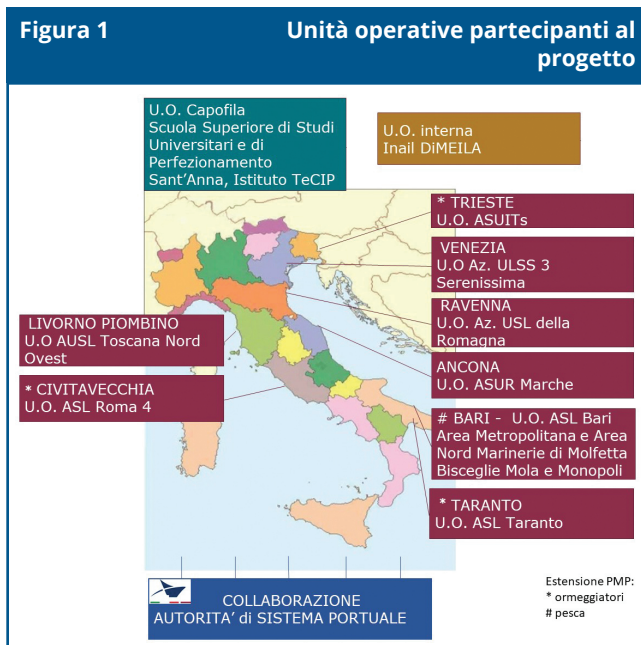 Figura 1
Unità operative partecipanti al
progetto
U.O. Capofila
Scuola Superiore di Studi
Universitari e di
Perfezionamento
Sant’Anna, Istituto TeCIP
U.O. interna
Inail DiMEILA
* TRIESTE
U.O. ASUITs
VENEZIA
U.O Az. ULSS 3
Serenissima
RAVENNA
U.O. Az. USL della
Romagna
LIVORNO PIOMBINO
U.O AUSL Toscana Nord
Ovest
ANCONA
U.O. ASUR Marche
* CIVITAVECCHIA
U.O. ASL Roma 4
# BARI - U.O. ASL Bari
Area Metropolitana e Area
Nord Marinerie di Molfetta
Bisceglie Mola e Monopoli
* TARANTO
U.O. ASL Taranto
COLLABORAZIONE
AUTORITA’ di SISTEMA PORTUALE
Estensione PMP:
* ormeggiatori
# pesca